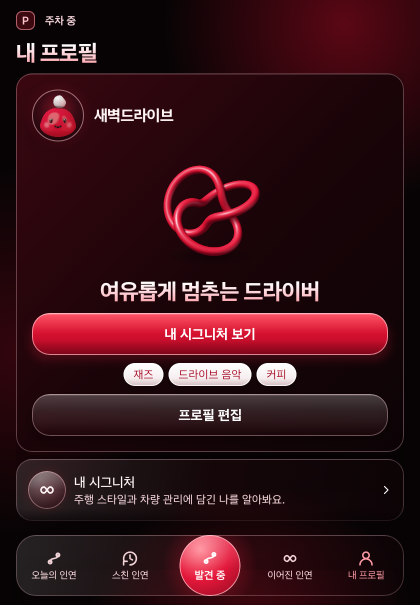 P 주차 중
내 프로필
새벽드라이브
여유롭게 멈추는 드라이버
내 시그니처 보기
재즈 드라이브 음악 커피
프로필 편집
내 시그니처
주행 스타일과 차량 관리에 담긴 나를 알아봐요.
오늘의 인연 스친 인연 발견 중 이어진 인연 내 프로필